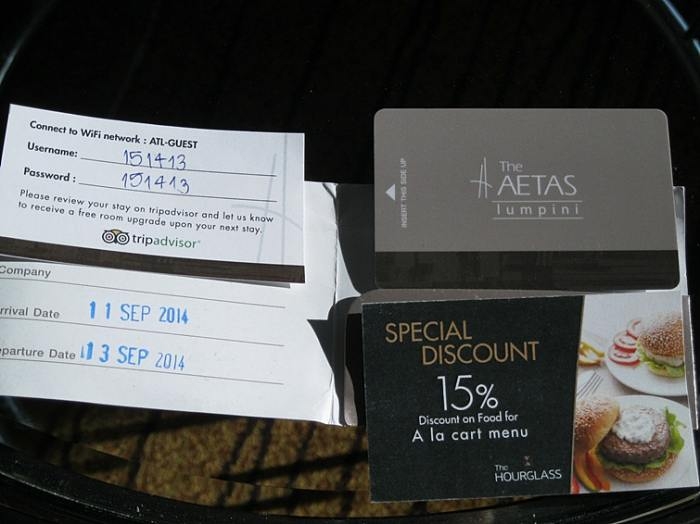 Connect to WiFi network : ATL-GUEST
Username: 151413
Password : 151413
Please review your stay on tripadvisor and let us know
to receive a free room upgrade upon your next stay.
tripadvisor
Company
rrival Date 11 SEP 2014
eparture Date 13 SEP 2014
INSERT THIS SIDE UP
The
AETAS
lumpini
SPECIAL
DISCOUNT
15%
Discount on Food for
A la cart menu
The
HOURGLASS